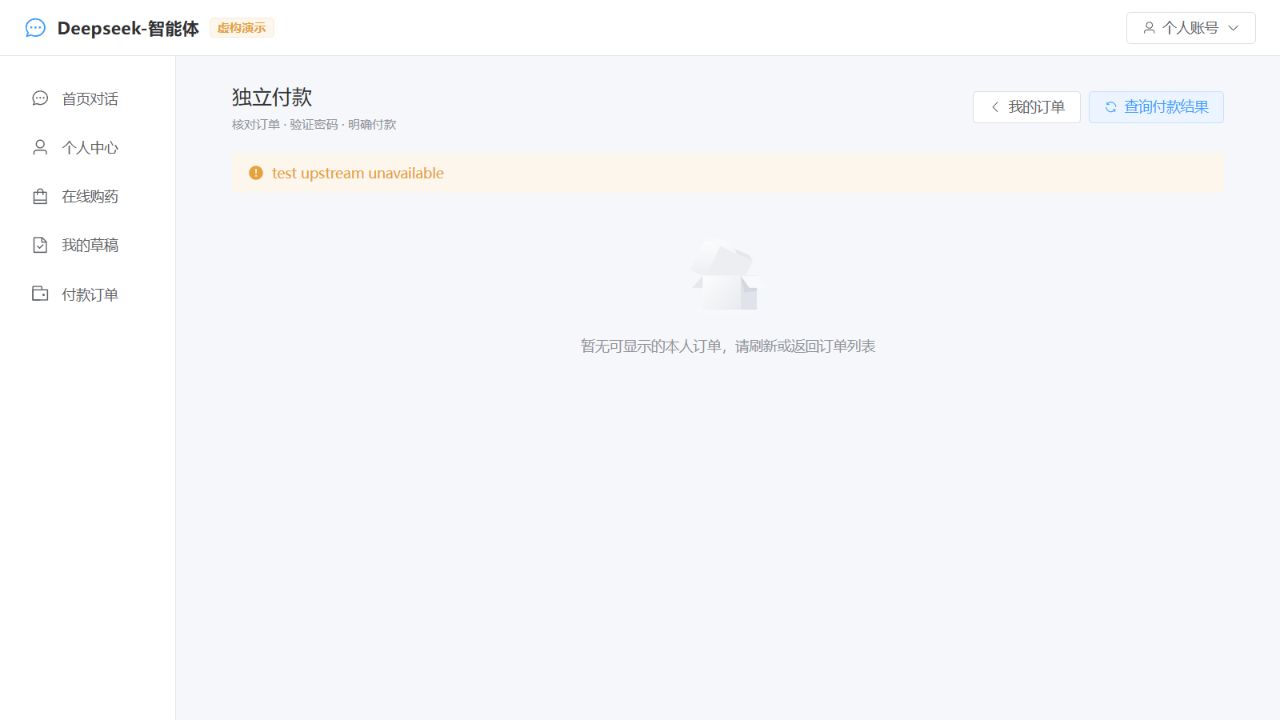 Deepseek-智能体
虚构演示
个人账号
首页对话
个人中心
在线购药
我的草稿
付款订单
独立付款
核对订单 · 验证密码 · 明确付款
我的订单
查询付款结果
test upstream unavailable
暂无可显示的本人订单，请刷新或返回订单列表